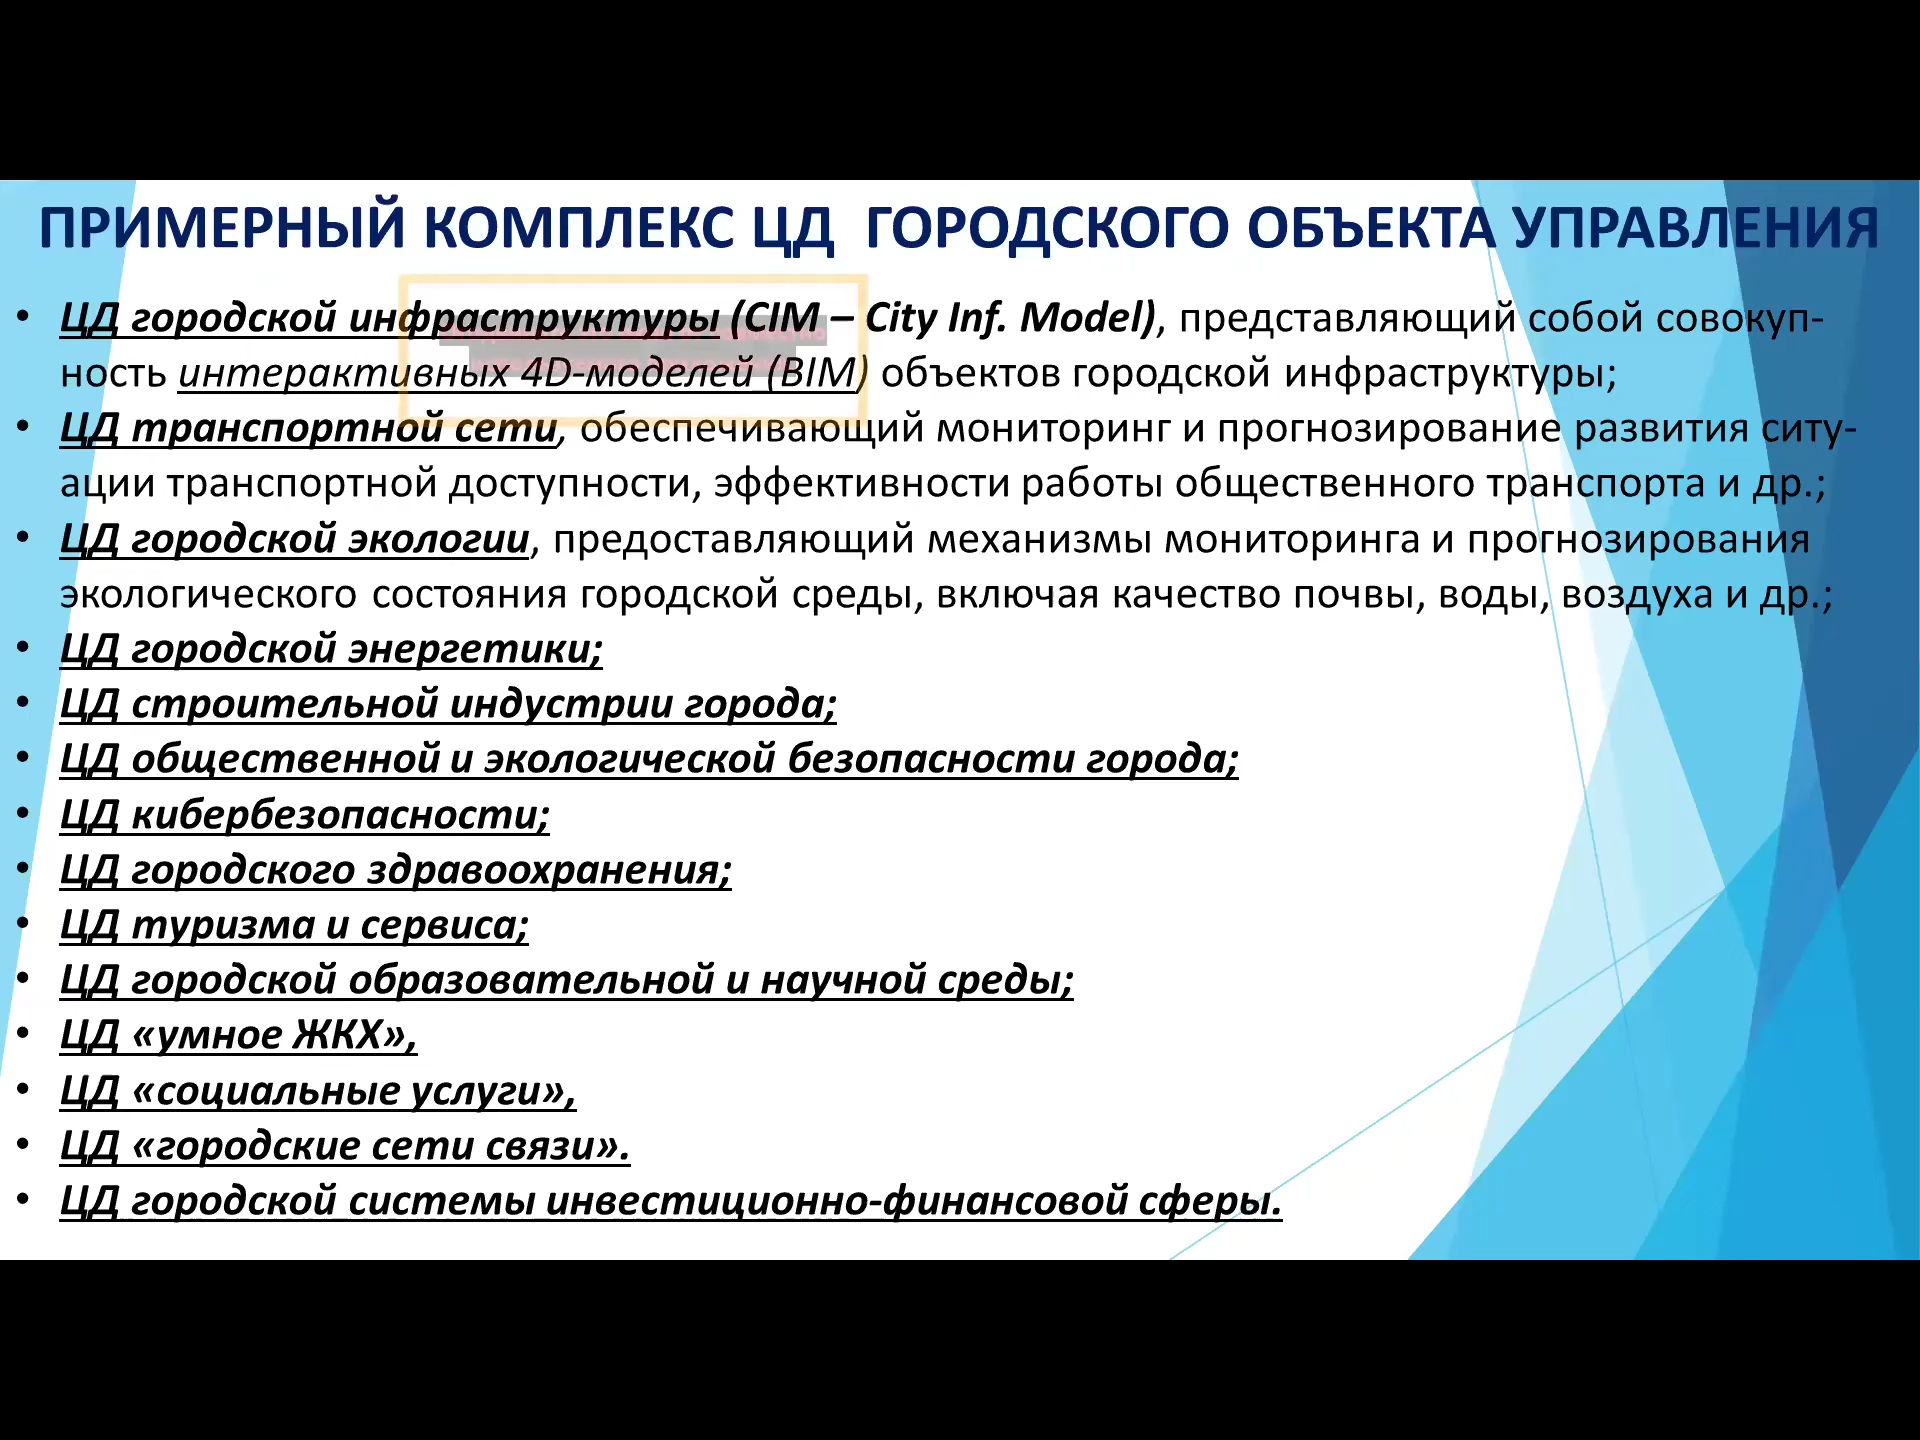 ПРИМЕРНЫЙ КОМПЛЕКС ЦД ГОРОДСКОГО ОБЪЕКТА УПРАВЛЕНИЯ
• ЦД городской инфраструктуры (CIM – City Inf. Model), представляющий собой совокуп-
ность интерактивных 4D-моделей (BIM) объектов городской инфраструктуры;
• ЦД транспортной сети, обеспечивающий мониторинг и прогнозирование развития ситу-
ации транспортной доступности, эффективности работы общественного транспорта и др.;
• ЦД городской экологии, предоставляющий механизмы мониторинга и прогнозирования
экологического состояния городской среды, включая качество почвы, воды, воздуха и др.;
• ЦД городской энергетики;
• ЦД строительной индустрии города;
• ЦД общественной и экологической безопасности города;
• ЦД кибербезопасности;
• ЦД городского здравоохранения;
• ЦД туризма и сервиса;
• ЦД городской образовательной и научной среды;
• ЦД «умное ЖКХ»,
• ЦД «социальные услуги»,
• ЦД «городские сети связи».
• ЦД городской системы инвестиционно-финансовой сферы.